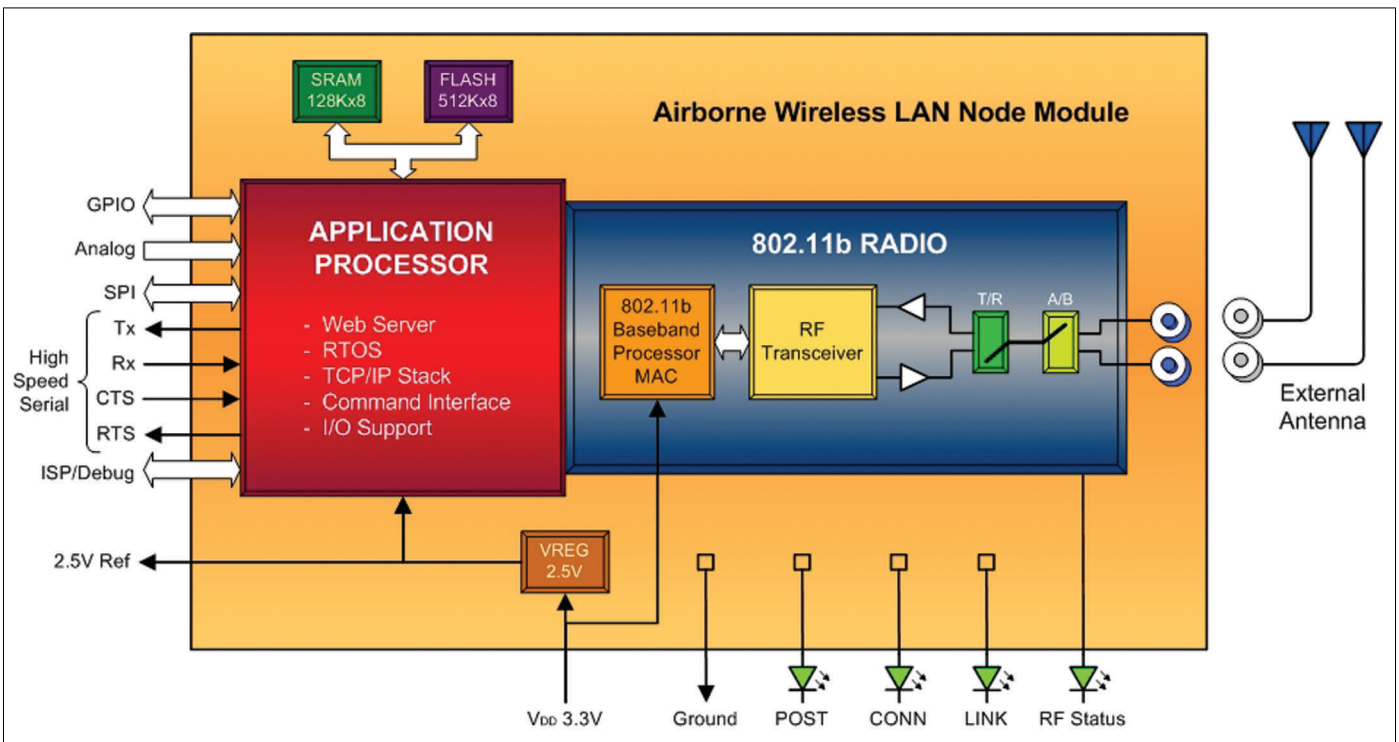 SRAM
128Kx8
FLASH
512Kx8
Airborne Wireless LAN Node Module
GPIO
Analog
SPI
High
Speed
Serial
Tx
Rx
CTS
RTS
ISP/Debug
2.5V Ref
APPLICATION
PROCESSOR
- Web Server
- RTOS
- TCP/IP Stack
- Command Interface
- I/O Support
802.11b RADIO
802.11b
Baseband
Processor
MAC
RF
Transceiver
T/R
A/B
External
Antenna
VREG
2.5V
VDD 3.3V
Ground
POST
CONN
LINK
RF Status